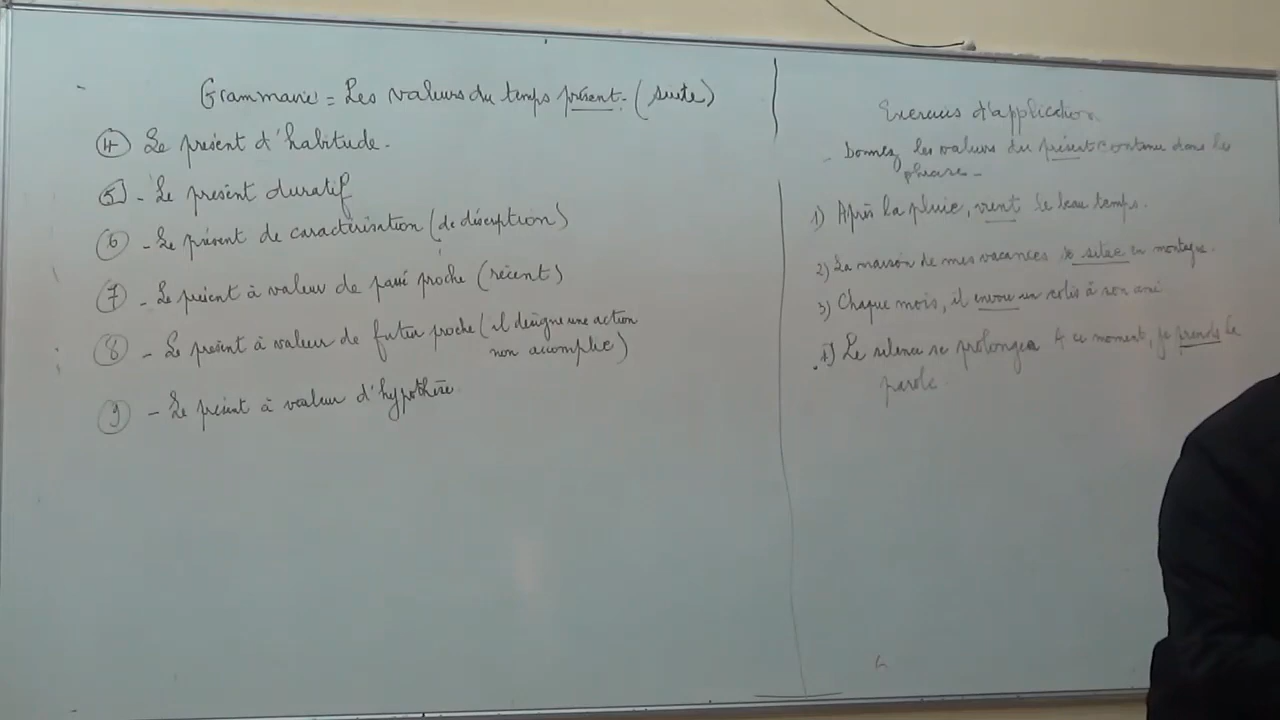 Grammaire = Les valeurs du temps présent. (suite)
4 Le présent d'habitude.
5 - Le présent duratif
6 - Le présent de caractérisation (de description)
7 - Le présent à valeur de passé proche (récent)
8 - Le présent à valeur de futur proche (il désigne une action
non accomplie)
9 - Le présent à valeur d'hypothèse
Exercices d'application
- Donnez les valeurs du présent contenu dans les
phrase -
1) Après la pluie, vient le beau temps.
2) La maison de mes vacances se située en montagne.
3) Chaque mois, il envoie un colis à son ami
4) Le silence se prolongea à ce moment, je prends la
parole.